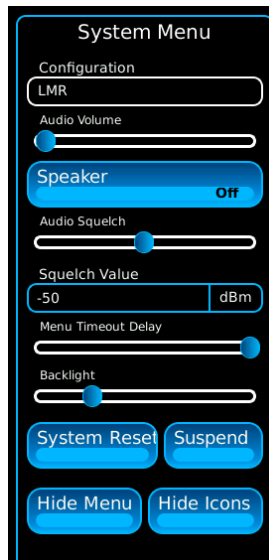 System Menu
Configuration
LMR
Audio Volume
Speaker
Off
Audio Squelch
Squelch Value
-50 dBm
Menu Timeout Delay
Backlight
System Reset Suspend
Hide Menu Hide Icons